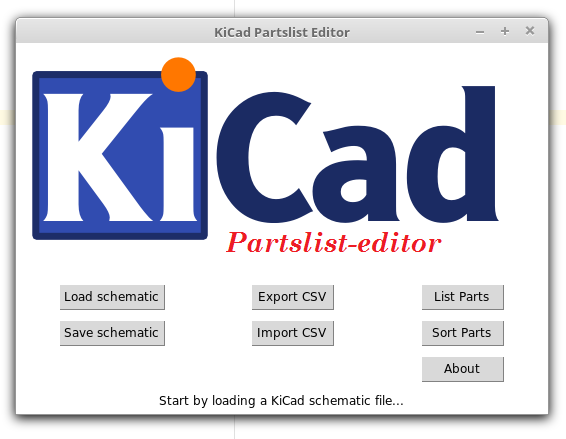 KiCad Partslist Editor
KiCad
Partslist-editor
Load schematic
Export CSV
List Parts
Save schematic
Import CSV
Sort Parts
About
Start by loading a KiCad schematic file...